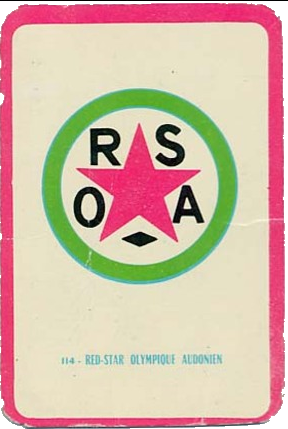 R S
O A
114 - RED-STAR OLYMPIQUE AUDONIEN